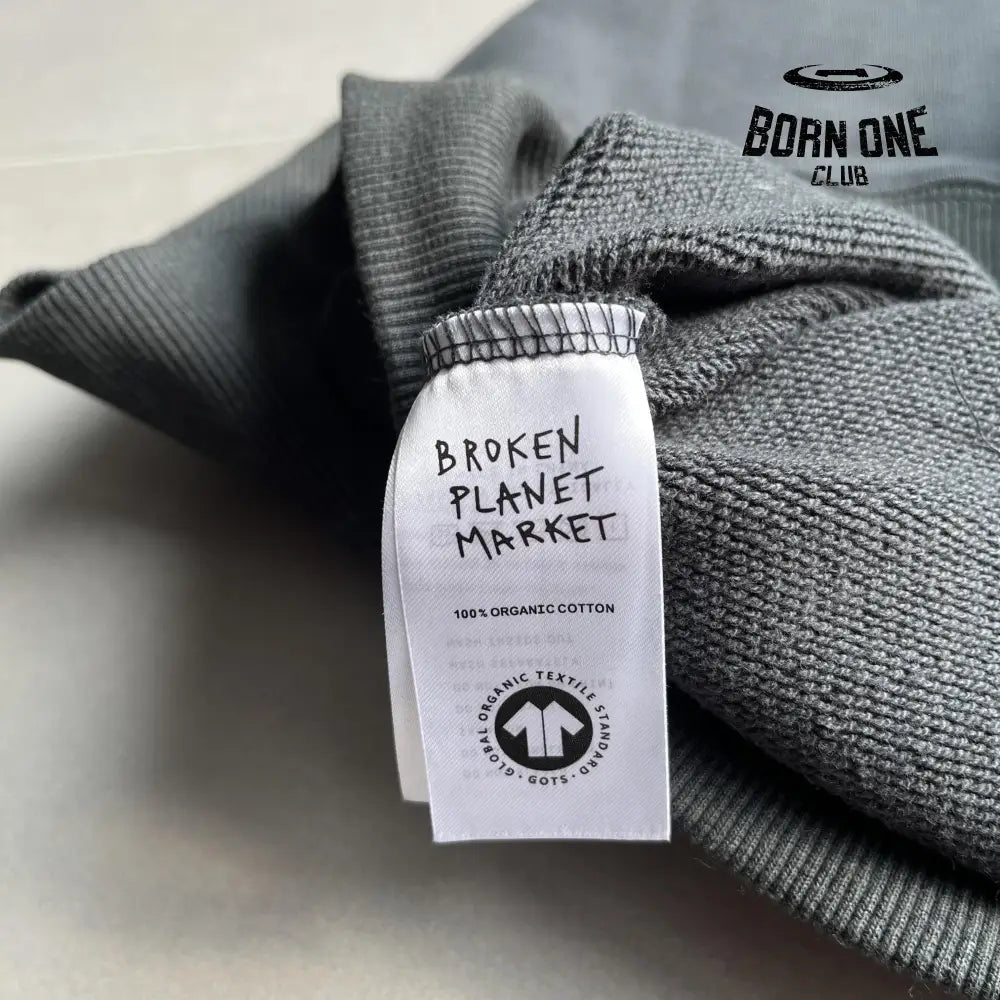 BORN ONE
CLUB
BROKEN
PLANET
MARKET
100% ORGANIC COTTON
GLOBAL ORGANIC TEXTILE STANDARD · GOTS ·